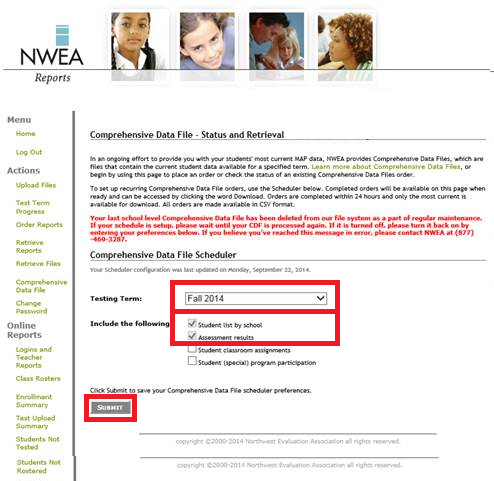 NWEA
Reports
Menu
Home
Log Out
Actions
Upload Files
Test Term
Progress
Order Reports
Retrieve
Reports
Retrieve Files
Comprehensive
Data File
Change
Password
Online
Reports
Logins and
Teacher
Reports
Class Rosters
Enrollment
Summary
Test Upload
Summary
Students Not
Tested
Students Not
Rostered
Comprehensive Data File - Status and Retrieval
In an ongoing effort to provide you with your students' most current MAP data, NWEA provides Comprehensive Data Files, which are
files that contain the current student data available for a specified term. Learn more about Comprehensive Data Files, or
begin by using this page to place an order or check the status of an existing Comprehensive Data Files order.
To set up recurring Comprehensive Data File orders, use the Scheduler below. Completed orders will be available on this page when
ready and can be accessed by clicking the word Download. Orders are completed within 24 hours and only the most current is
available for download. All orders are made available in CSV format.
Your last school level Comprehensive Data File has been deleted from our file system as a part of regular maintenance.
If your schedule is setup, please wait until your CDF is processed again. If it is turned off, please turn it back on by
entering your preferences below. If you believe you've reached this message in error, please contact NWEA at (877)
-469-3287.
Comprehensive Data File Scheduler
Your Scheduler configuration was last updated on Monday, September 22, 2014.
Testing Term: Fall 2014
Include the following Student list by school
Assessment results
Student classroom assignments
Student (special) program participation
Click Submit to save your Comprehensive Data File scheduler preferences.
SUBMIT
copyright ©2000-2014 Northwest Evaluation Association all rights reserved.
copyright ©2000-2014 Northwest Evaluation Association all rights reserved.